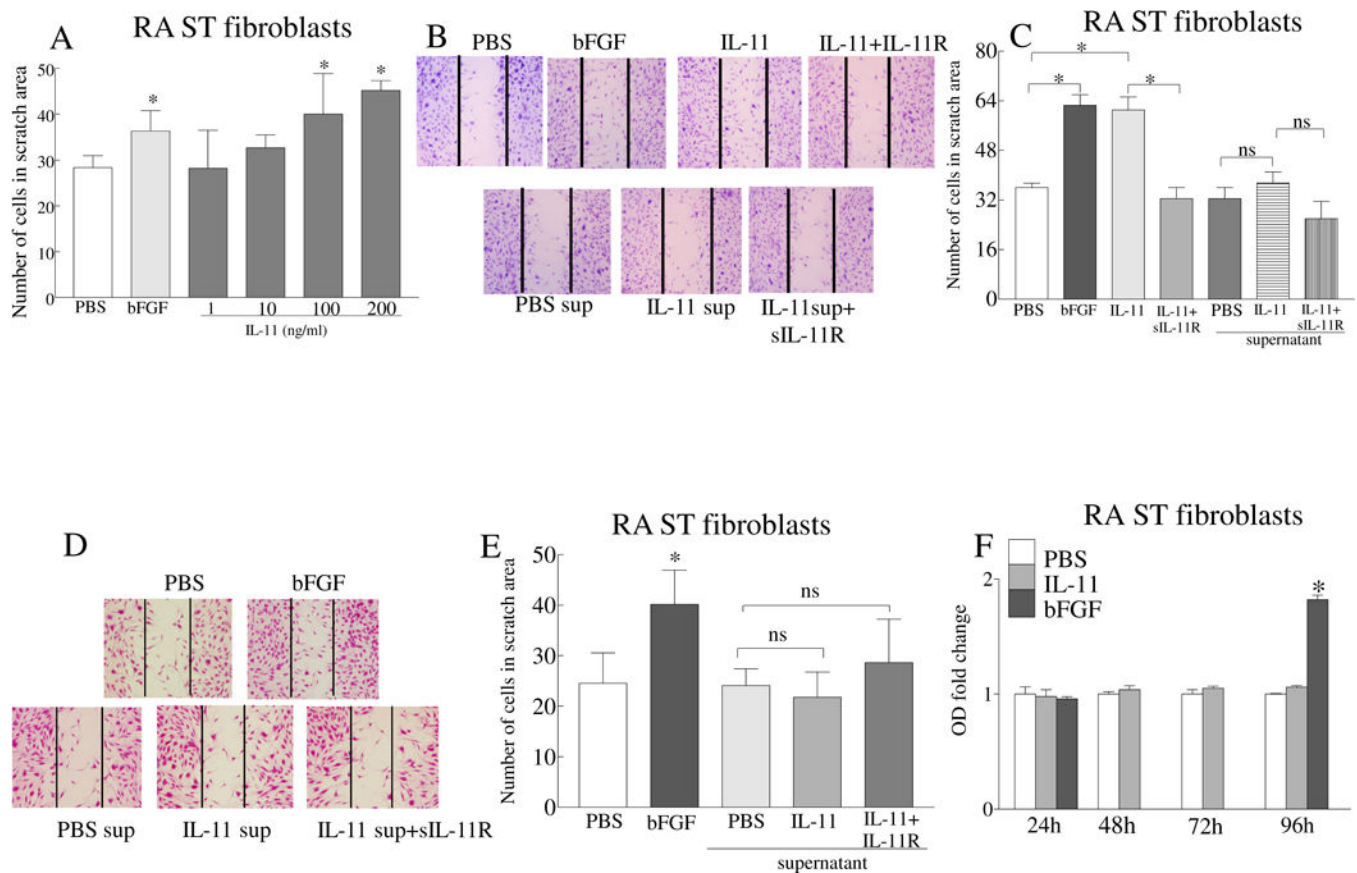 A
RA ST fibroblasts
Number of cells in scratch area
50
40
30
20
10
0
*
*
*
PBS
bFGF
1
10
100
200
IL-11 (ng/ml)
B
PBS
bFGF
IL-11
IL-11+IL-11R
PBS sup
IL-11 sup
IL-11sup+
sIL-11R
C
RA ST fibroblasts
Number of cells in scratch area
80
64
48
32
16
0
*
*
*
ns
ns
PBS
bFGF
IL-11
IL-11+
sIL-11R
PBS
IL-11
IL-11+
sIL-11R
supernatant
D
PBS
bFGF
PBS sup
IL-11 sup
IL-11 sup+sIL-11R
E
RA ST fibroblasts
Number of cells in scratch area
50
40
30
20
10
0
*
ns
ns
PBS
bFGF
PBS
IL-11
IL-11+
IL-11R
supernatant
F
RA ST fibroblasts
PBS
IL-11
bFGF
OD fold change
2
1
0
*
24h
48h
72h
96h